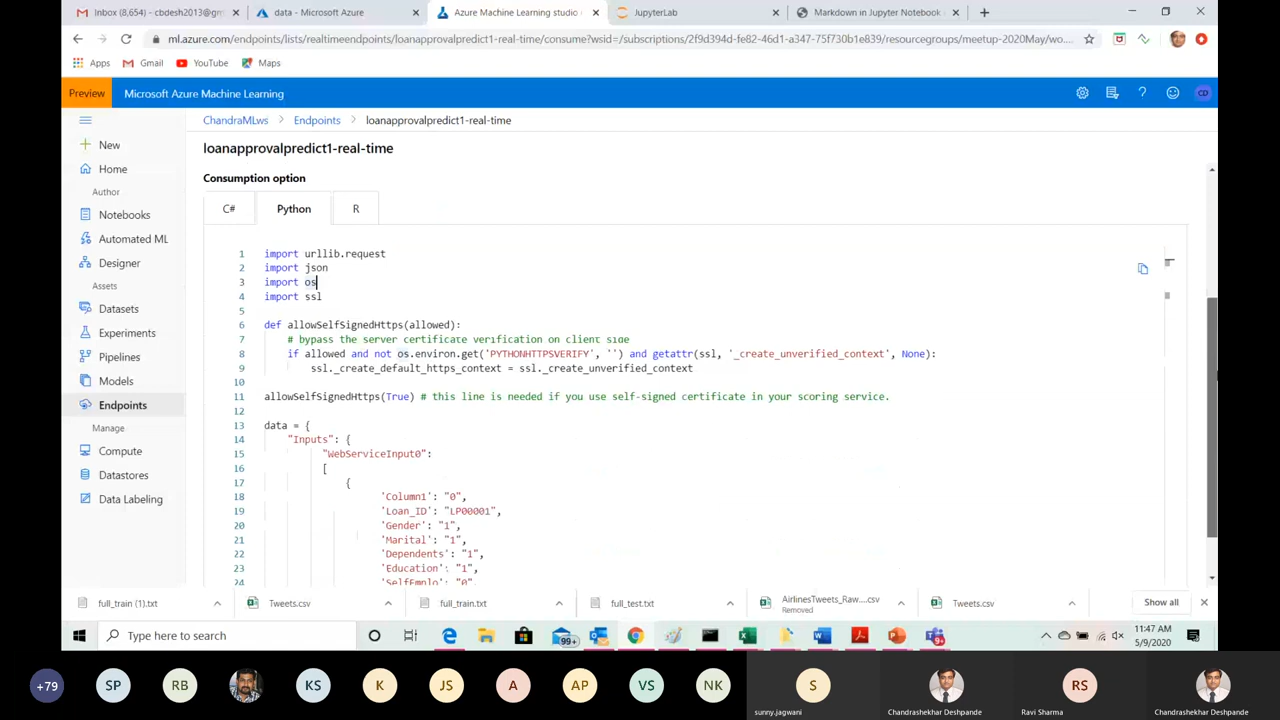 Inbox (8,654) - cbdesh2013@gm
data - Microsoft Azure
Azure Machine Learning studio
JupyterLab
Markdown in Jupyter Notebook
ml.azure.com/endpoints/lists/realtimeendpoints/loanapprovalpredict1-real-time/consume?wsid=/subscriptions/2f9d394d-fe82-46d1-a347-75f730b1e839/resourcegroups/meetup-2020May/wo...
Apps
Gmail
YouTube
Maps
Preview
Microsoft Azure Machine Learning
CD
ChandraMLws > Endpoints > loanapprovalpredict1-real-time
New
Home
Author
Notebooks
Automated ML
Designer
Assets
Datasets
Experiments
Pipelines
Models
Endpoints
Manage
Compute
Datastores
Data Labeling
loanapprovalpredict1-real-time
Consumption option
C#
Python
R
1 import urllib.request
2 import json
3 import os
4 import ssl
5
6 def allowSelfSignedHttps(allowed):
7 # bypass the server certificate verification on client side
8 if allowed and not os.environ.get('PYTHONHTTPSVERIFY', '') and getattr(ssl, '_create_unverified_context', None):
9 ssl._create_default_https_context = ssl._create_unverified_context
10
11 allowSelfSignedHttps(True) # this line is needed if you use self-signed certificate in your scoring service.
12
13 data = {
14 "Inputs": {
15 "WebServiceInput0":
16 [
17 {
18 'Column1': "0",
19 'Loan_ID': "LP00001",
20 'Gender': "1",
21 'Marital': "1",
22 'Dependents': "1",
23 'Education': "1",
24 'SelfEmplo': "0",
full_train (1).txt
Tweets.csv
full_train.txt
full_test.txt
AirlinesTweets_Raw....csv
Removed
Tweets.csv
Show all
Type here to search
99+
9+
11:47 AM
5/9/2020
+79
SP
RB
KS
K
JS
A
AP
VS
NK
S
sunny.jagwani
Chandrashekhar Deshpande
RS
Ravi Sharma
Chandrashekhar Deshpande